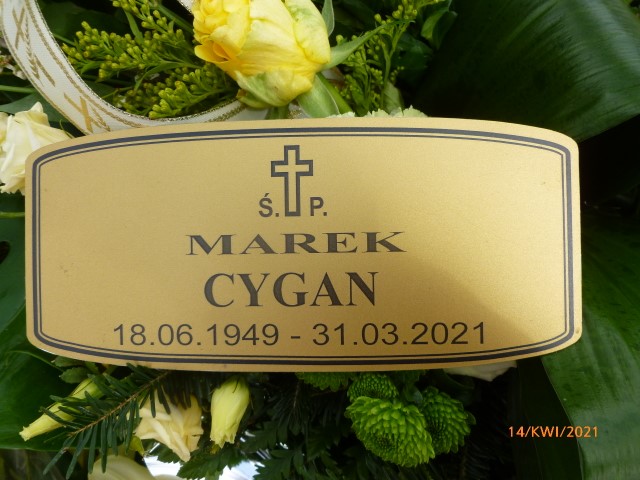 Ś. P.
MAREK
CYGAN
18.06.1949 - 31.03.2021
14/KWI/2021